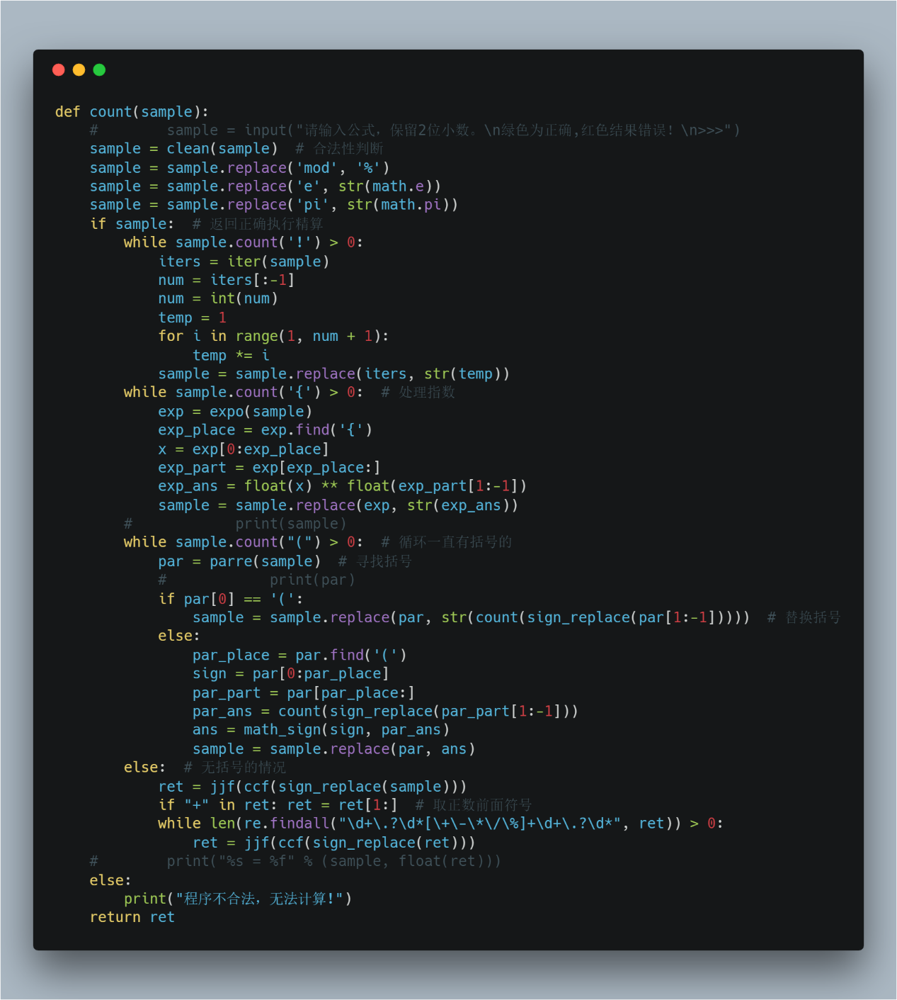 def count(sample):
    #        sample = input("请输入公式，保留2位小数。\n绿色为正确,红色结果错误！\n>>>")
    sample = clean(sample)  # 合法性判断
    sample = sample.replace('mod', '%')
    sample = sample.replace('e', str(math.e))
    sample = sample.replace('pi', str(math.pi))
    if sample:  # 返回正确执行精算
        while sample.count('!') > 0:
            iters = iter(sample)
            num = iters[:-1]
            num = int(num)
            temp = 1
            for i in range(1, num + 1):
                temp *= i
            sample = sample.replace(iters, str(temp))
        while sample.count('{') > 0:  # 处理指数
            exp = expo(sample)
            exp_place = exp.find('{')
            x = exp[0:exp_place]
            exp_part = exp[exp_place:]
            exp_ans = float(x) ** float(exp_part[1:-1])
            sample = sample.replace(exp, str(exp_ans))
        #            print(sample)
        while sample.count("(") > 0:  # 循环一直有括号的
            par = parre(sample)  # 寻找括号
            #            print(par)
            if par[0] == '(':
                sample = sample.replace(par, str(count(sign_replace(par[1:-1]))))  # 替换括号
            else:
                par_place = par.find('(')
                sign = par[0:par_place]
                par_part = par[par_place:]
                par_ans = count(sign_replace(par_part[1:-1]))
                ans = math_sign(sign, par_ans)
                sample = sample.replace(par, ans)
        else:  # 无括号的情况
            ret = jjf(ccf(sign_replace(sample)))
            if "+" in ret: ret = ret[1:]  # 取正数前面符号
            while len(re.findall("\d+\.?\d*[\+\-\*\/\%]+\d+\.?\d*", ret)) > 0:
                ret = jjf(ccf(sign_replace(ret)))
    #        print("%s = %f" % (sample, float(ret)))
    else:
        print("程序不合法，无法计算!")
    return ret